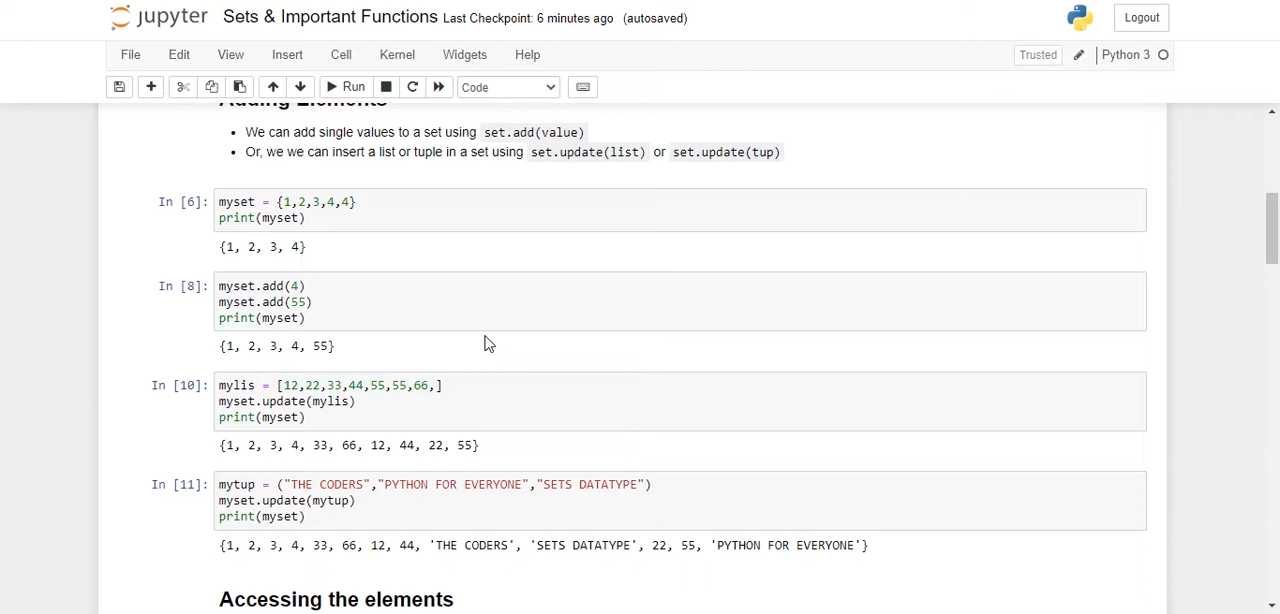 jupyter Sets & Important Functions Last Checkpoint: 6 minutes ago (autosaved) Logout
File Edit View Insert Cell Kernel Widgets Help Trusted Python 3
Run Code
Adding Elements
• We can add single values to a set using set.add(value)
• Or, we we can insert a list or tuple in a set using set.update(list) or set.update(tup)
In [6]: myset = {1,2,3,4,4}
print(myset)
{1, 2, 3, 4}
In [8]: myset.add(4)
myset.add(55)
print(myset)
{1, 2, 3, 4, 55}
In [10]: mylis = [12,22,33,44,55,55,66,]
myset.update(mylis)
print(myset)
{1, 2, 3, 4, 33, 66, 12, 44, 22, 55}
In [11]: mytup = ("THE CODERS","PYTHON FOR EVERYONE","SETS DATATYPE")
myset.update(mytup)
print(myset)
{1, 2, 3, 4, 33, 66, 12, 44, 'THE CODERS', 'SETS DATATYPE', 22, 55, 'PYTHON FOR EVERYONE'}
Accessing the elements